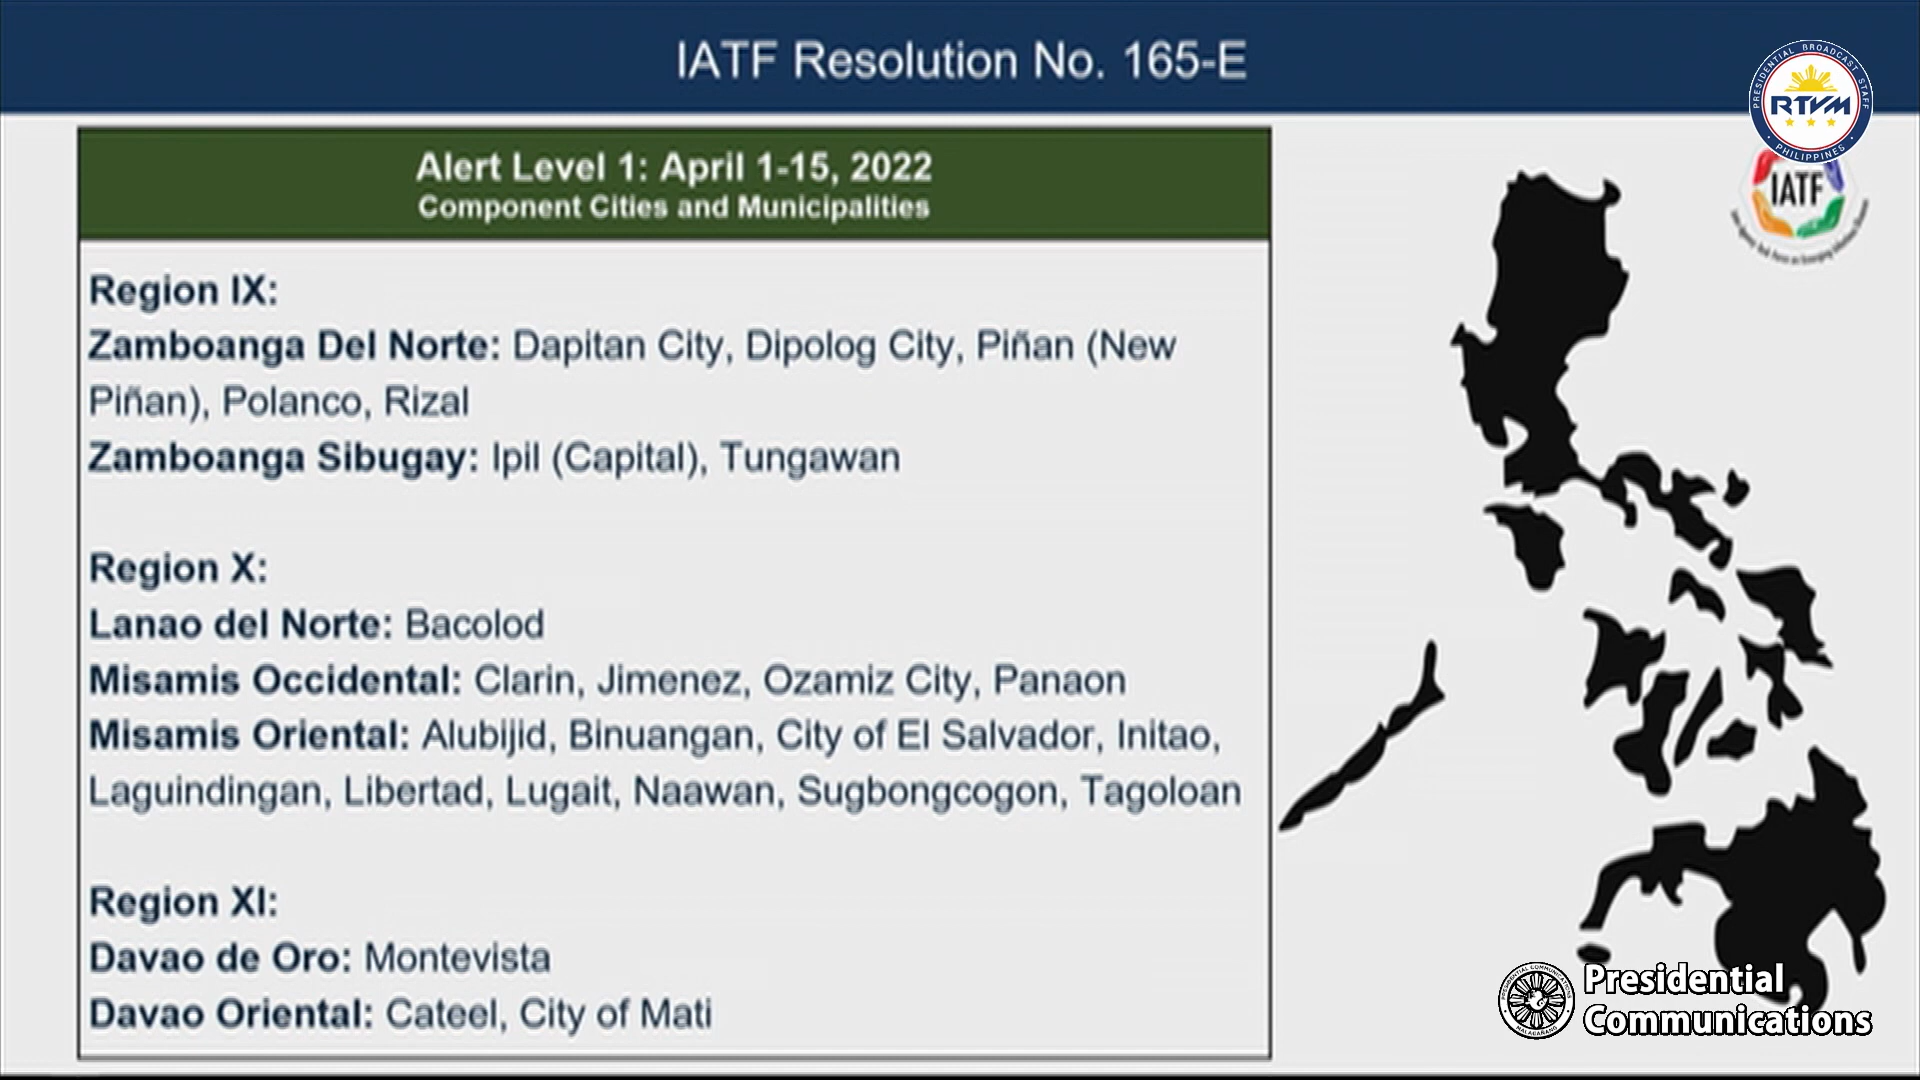 IATF Resolution No. 165-E
PRESIDENTIAL BROADCAST STAFF
RTVM
PHILIPPINES
IATF
Alert Level 1: April 1-15, 2022
Component Cities and Municipalities
Region IX:
Zamboanga Del Norte: Dapitan City, Dipolog City, Piñan (New
Piñan), Polanco, Rizal
Zamboanga Sibugay: Ipil (Capital), Tungawan
Region X:
Lanao del Norte: Bacolod
Misamis Occidental: Clarin, Jimenez, Ozamiz City, Panaon
Misamis Oriental: Alubijid, Binuangan, City of El Salvador, Initao,
Laguindingan, Libertad, Lugait, Naawan, Sugbongcogon, Tagoloan
Region XI:
Davao de Oro: Montevista
Davao Oriental: Cateel, City of Mati
Presidential
Communications